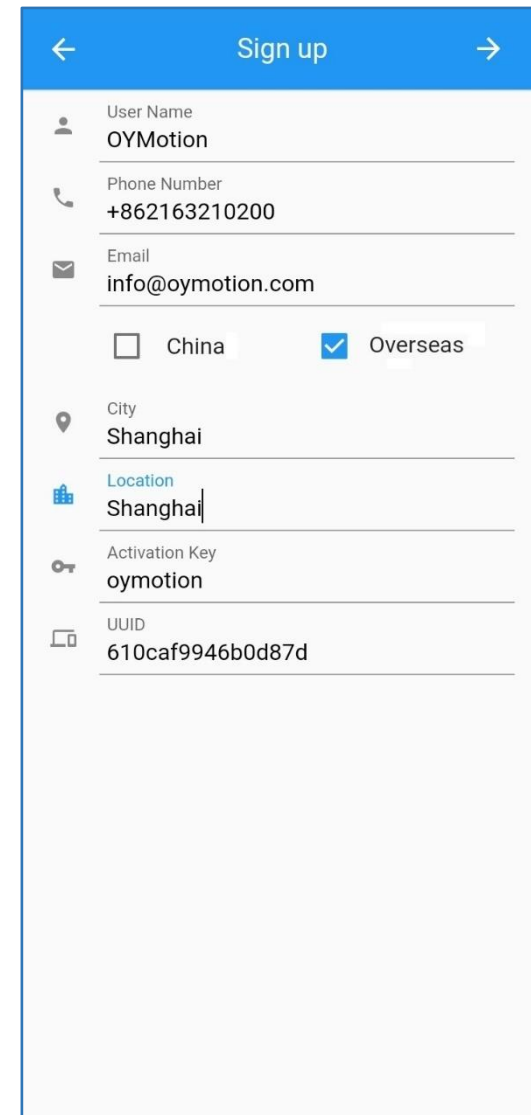 Sign up
User Name
OYMotion
Phone Number
+862163210200
Email
info@oymotion.com
China Overseas
City
Shanghai
Location
Shanghai
Activation Key
oymotion
UUID
610caf9946b0d87d